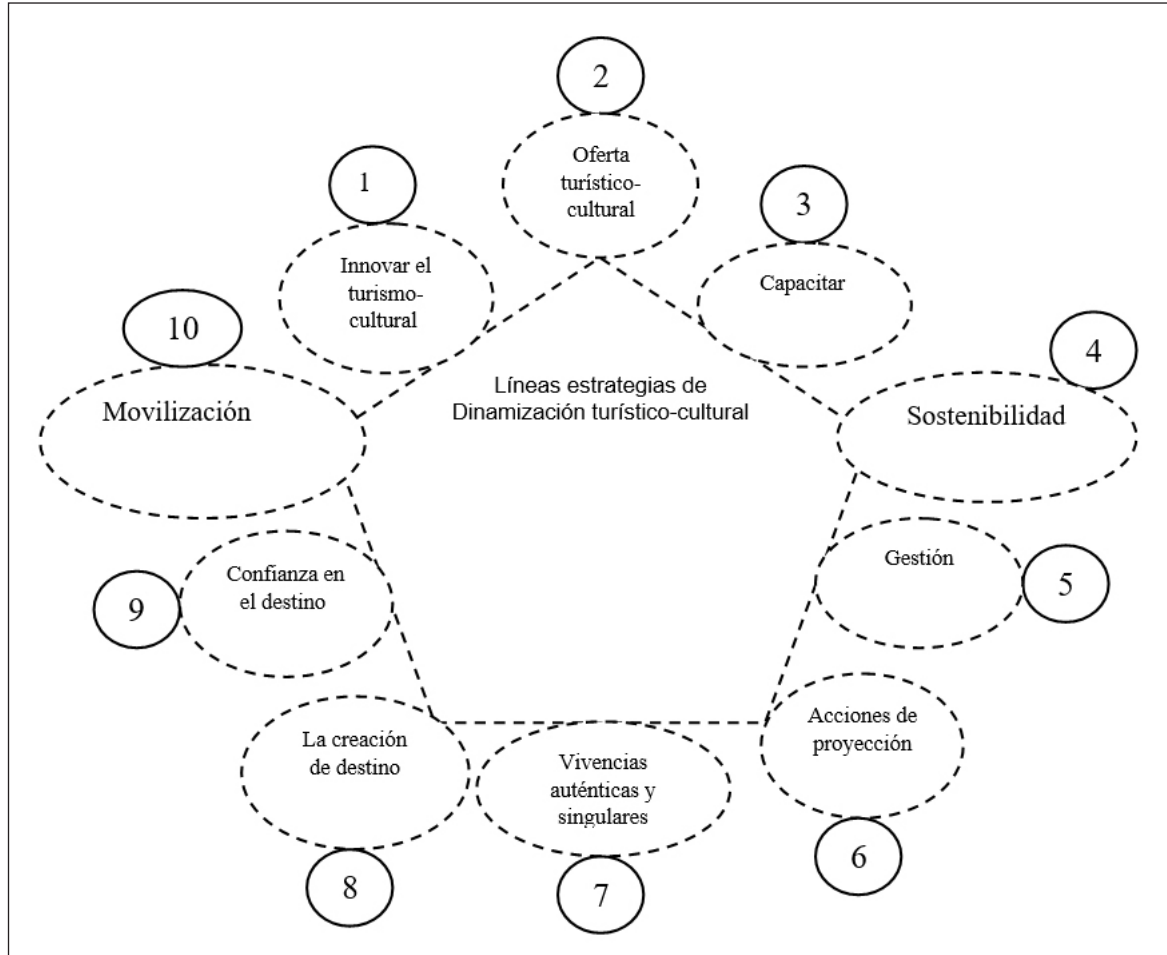 2
Oferta
turístico-
cultural
1
Innovar el
turismo-
cultural
3
Capacitar
10
Movilización
4
Sostenibilidad
Líneas estrategias de
Dinamización turístico-cultural
9
Confianza en
el destino
Gestión
5
La creación
de destino
8
Vivencias
auténticas y
singulares
7
Acciones de
proyección
6